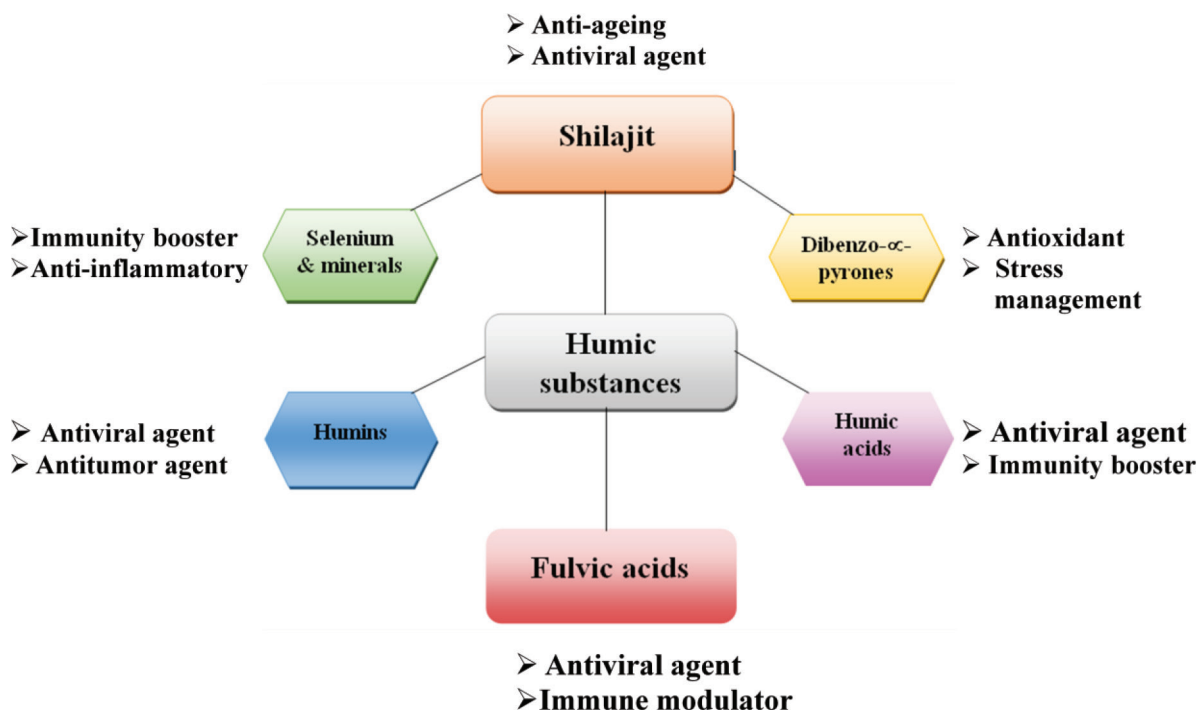 ➢ Anti-ageing
➢ Antiviral agent
Shilajit
➢Immunity booster
➢Anti-inflammatory
Selenium
& minerals
Dibenzo-∝-
pyrones
➢ Antioxidant
➢ Stress
management
Humic
substances
➢ Antiviral agent
➢ Antitumor agent
Humins
Humic
acids
➢ Antiviral agent
➢ Immunity booster
Fulvic acids
➢ Antiviral agent
➢Immune modulator